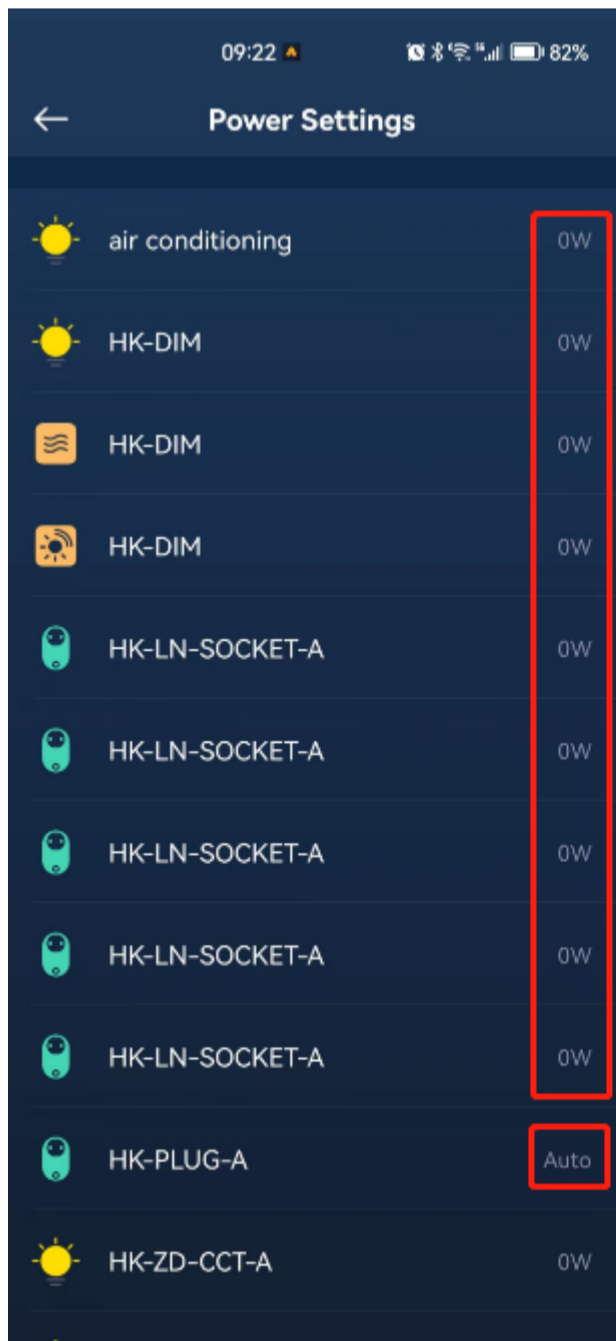 09:22 82%
Power Settings
air conditioning 0W
HK-DIM 0W
HK-DIM 0W
HK-DIM 0W
HK-LN-SOCKET-A 0W
HK-LN-SOCKET-A 0W
HK-LN-SOCKET-A 0W
HK-LN-SOCKET-A 0W
HK-LN-SOCKET-A 0W
HK-PLUG-A Auto
HK-ZD-CCT-A 0W